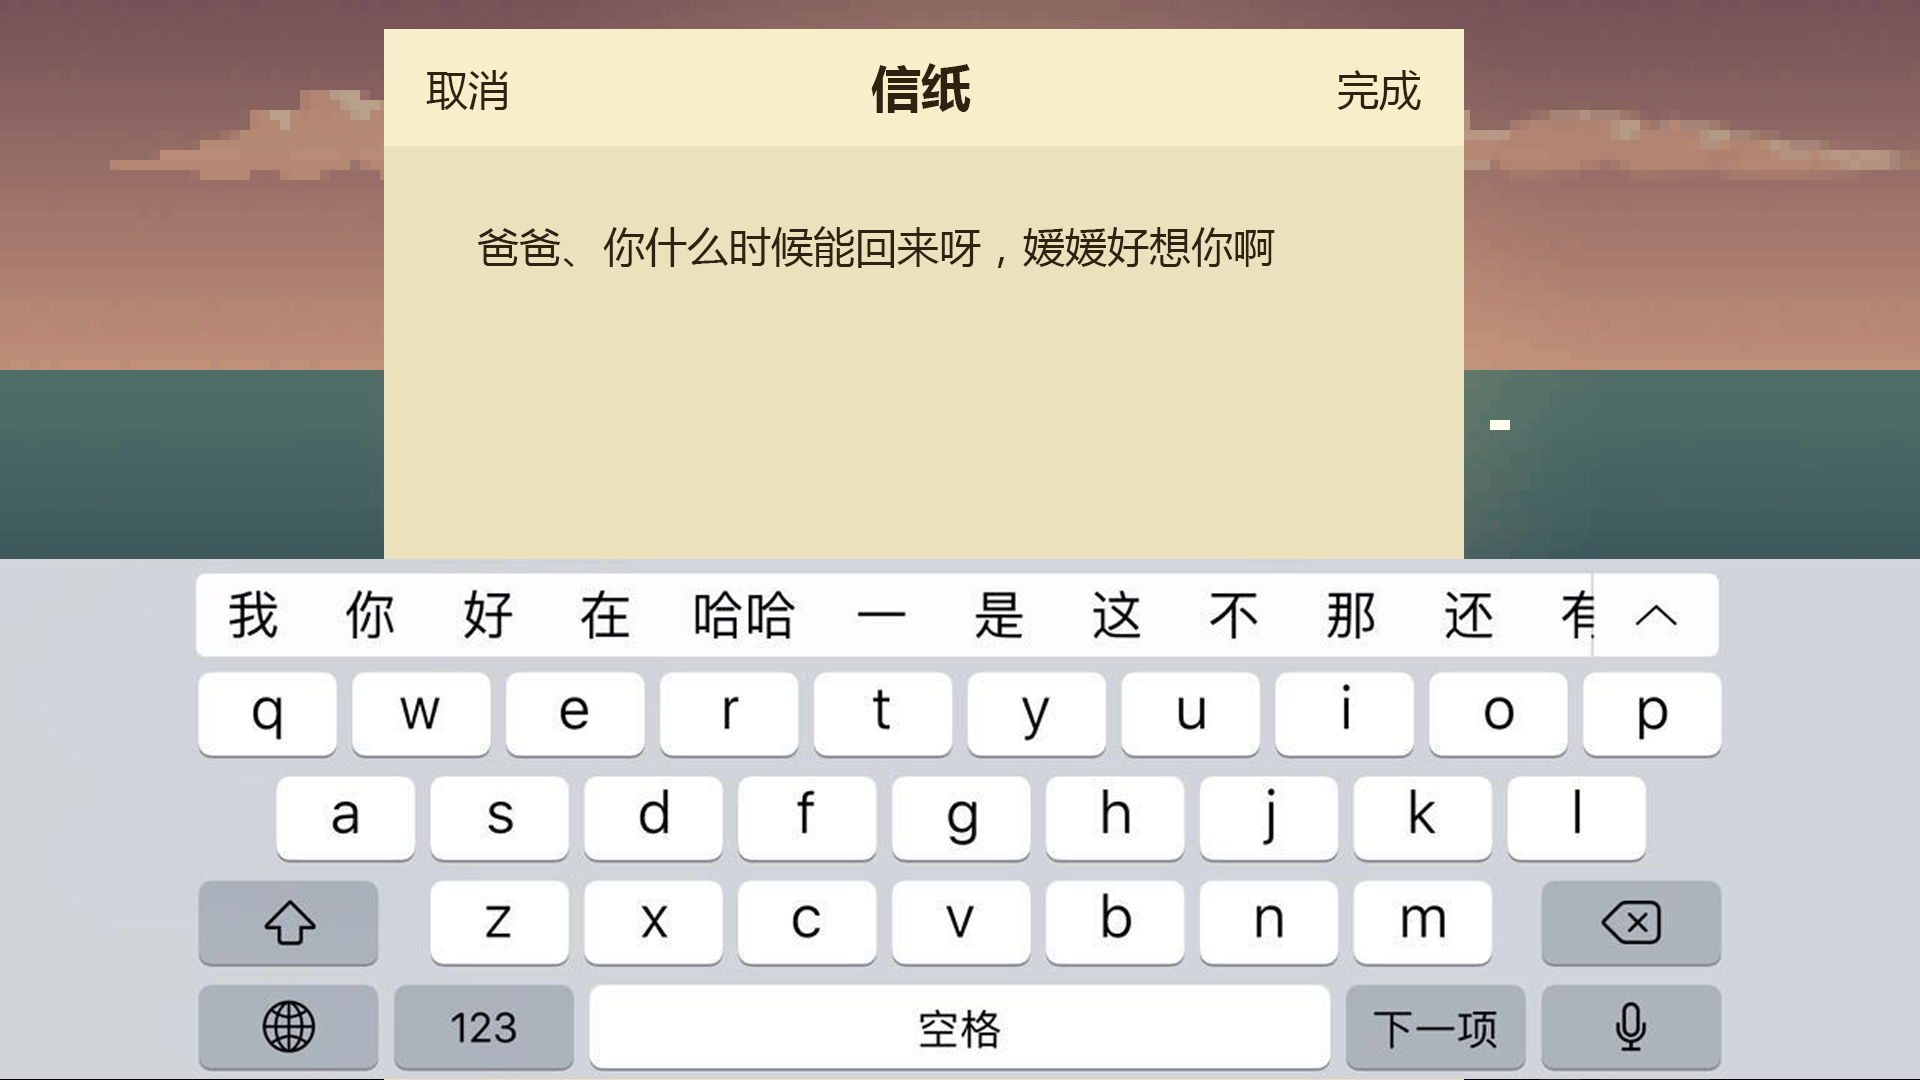 取消 信纸 完成
爸爸、你什么时候能回来呀，媛媛好想你啊
我 你 好 在 哈哈 一 是 这 不 那 还 有
q w e r t y u i o p
a s d f g h j k l
z x c v b n m
123 空格 下一项